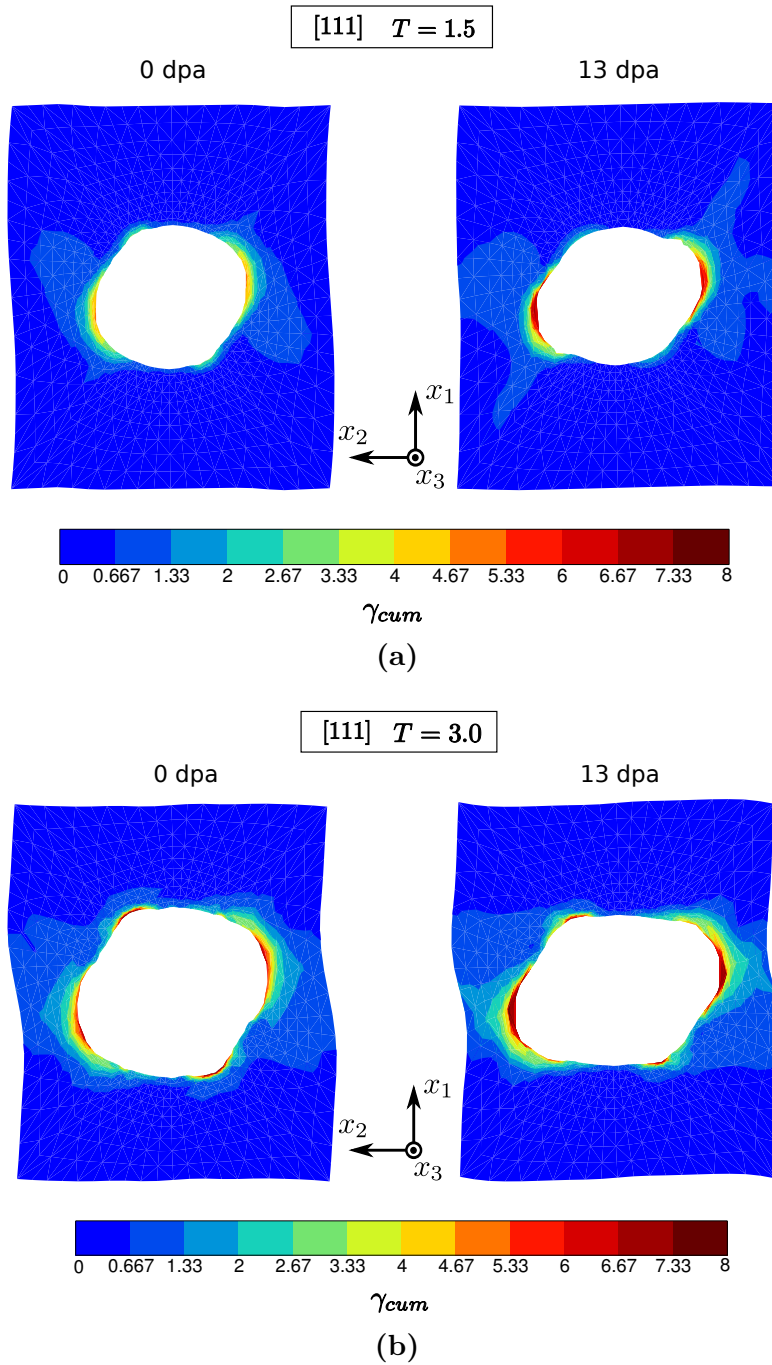 [111] T = 1.5
0 dpa 13 dpa
x1
x2
x3
0 0.667 1.33 2 2.67 3.33 4 4.67 5.33 6 6.67 7.33 8
γcum
(a)
[111] T = 3.0
0 dpa 13 dpa
x1
x2
x3
0 0.667 1.33 2 2.67 3.33 4 4.67 5.33 6 6.67 7.33 8
γcum
(b)